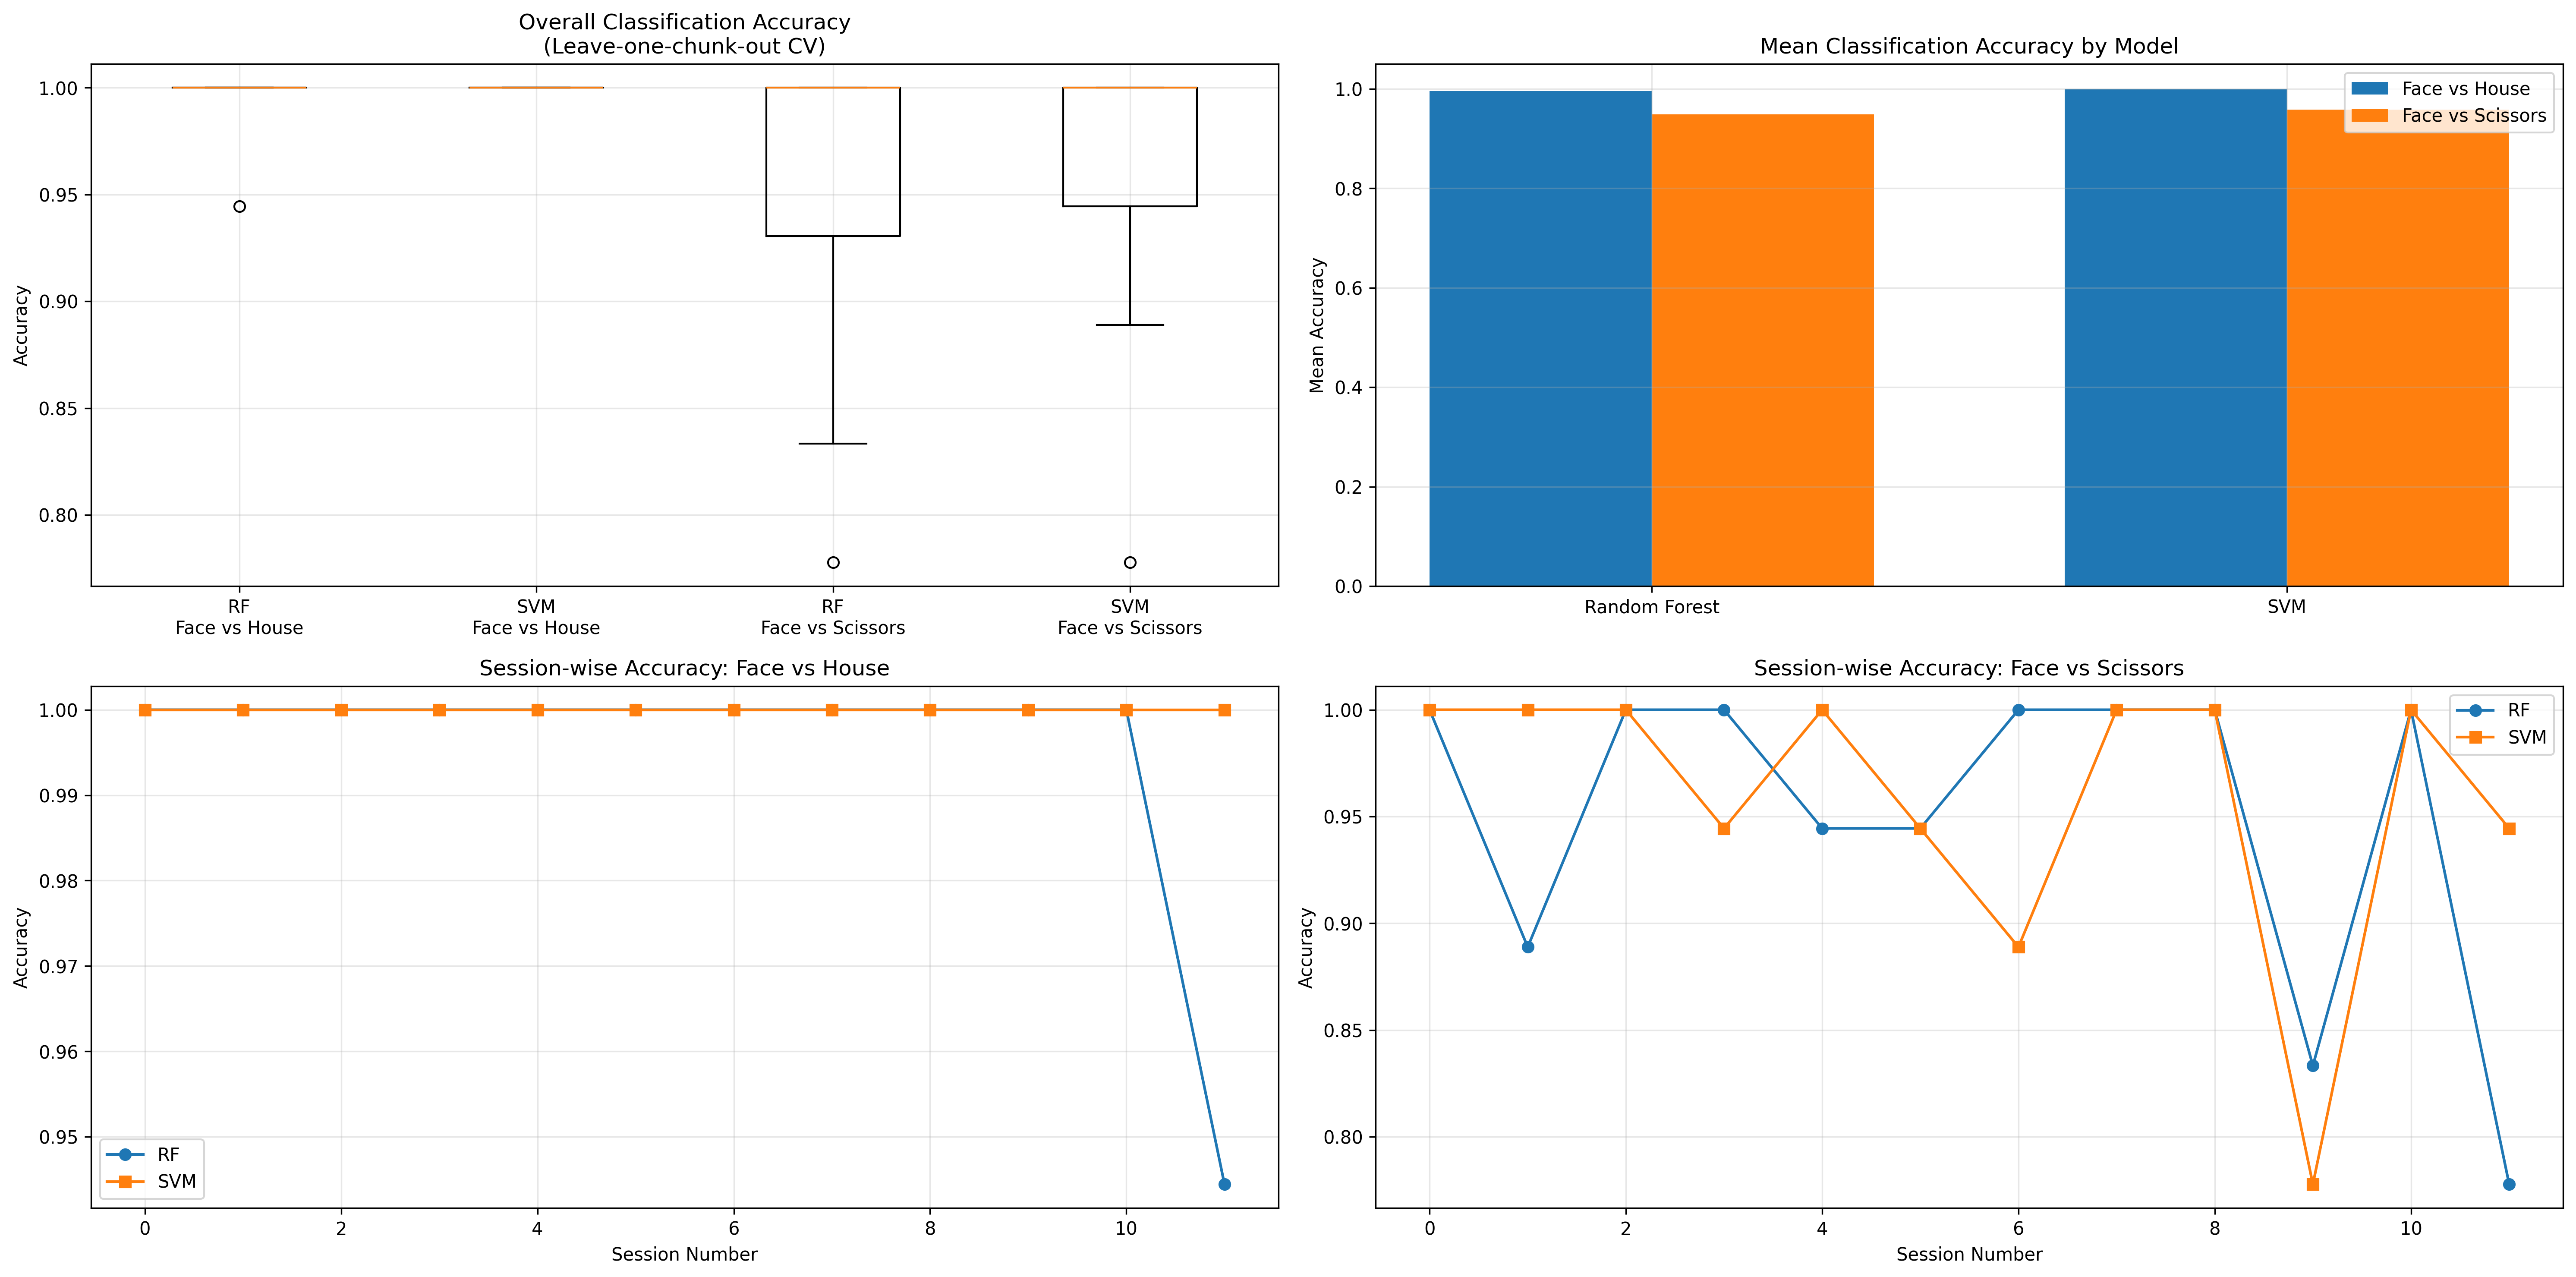 Overall Classification Accuracy
(Leave-one-chunk-out CV)
Accuracy
1.00
0.95
0.90
0.85
0.80
RF
Face vs House
SVM
Face vs House
RF
Face vs Scissors
SVM
Face vs Scissors
Mean Classification Accuracy by Model
Mean Accuracy
1.0
0.8
0.6
0.4
0.2
0.0
Face vs House
Face vs Scissors
Random Forest
SVM
Session-wise Accuracy: Face vs House
Accuracy
1.00
0.99
0.98
0.97
0.96
0.95
RF
SVM
0
2
4
6
8
10
Session Number
Session-wise Accuracy: Face vs Scissors
Accuracy
1.00
0.95
0.90
0.85
0.80
RF
SVM
0
2
4
6
8
10
Session Number